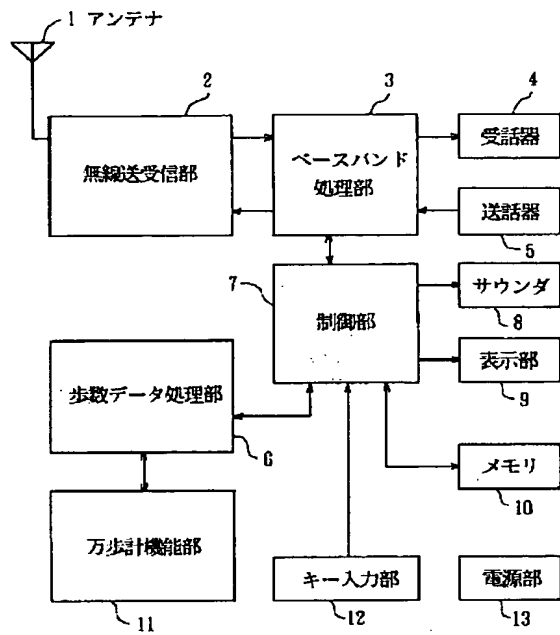 1 アンテナ
2
3
4
無線送受信部
ベースバンド
処理部
受話器
送話器
5
7
制御部
サウンダ
8
表示部
9
歩数データ処理部
6
メモリ
10
万歩計機能部
11
キー入力部
12
電源部
13